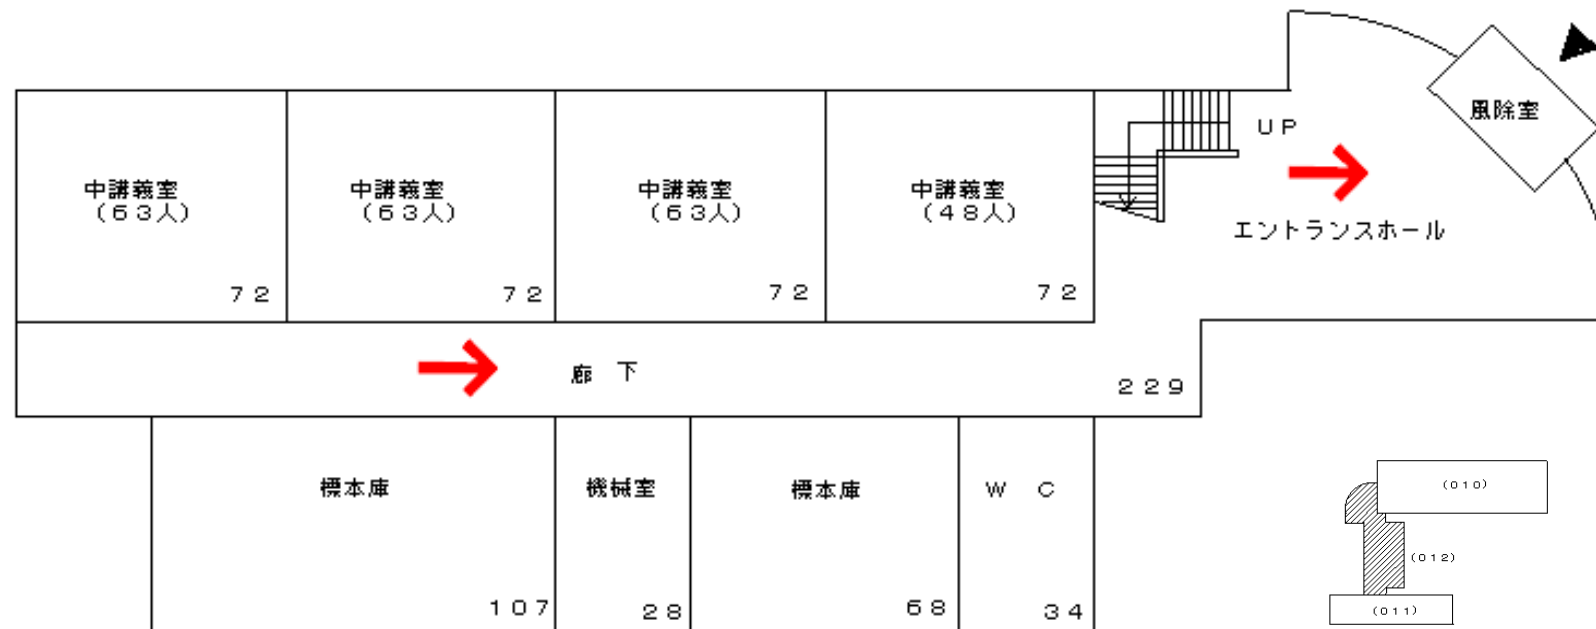 風除室
UP
中講義室
(63人)
中講義室
(63人)
中講義室
(63人)
中講義室
(48人)
エントランスホール
72
72
72
72
廊 下
229
標本庫
機械室
標本庫
W C
107
28
68
34
(010)
(012)
(011)